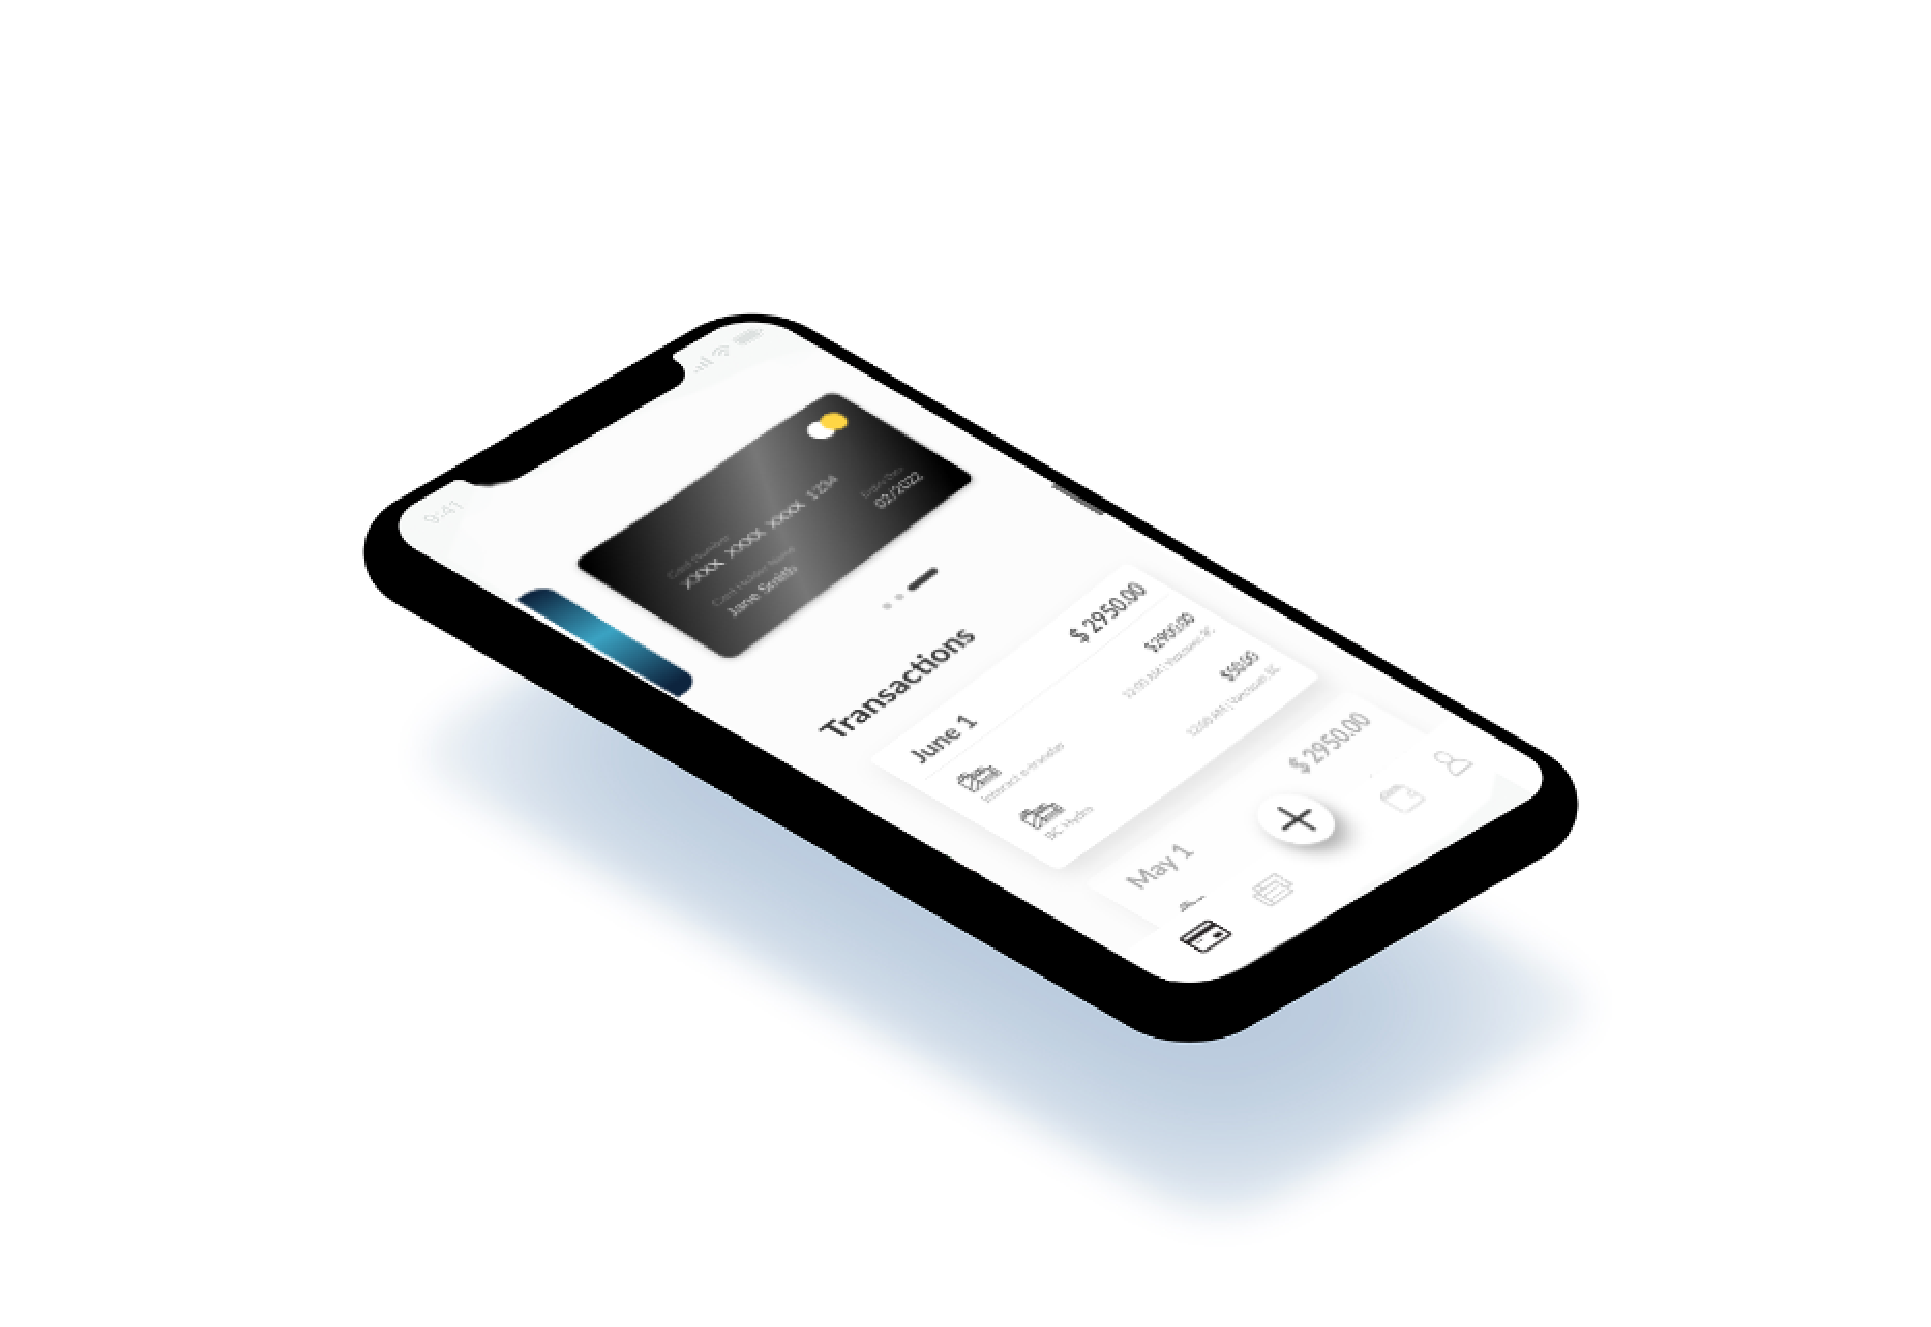 9:41
Card Number
XXXX XXXX XXXX 1234
Card Holder Name
Jane Smith
Expiry Date
02/2022
Transactions
June 1 $ 2950.00
$2900.00
Interact e-transfer 12:00 AM | Vancouver BC
$50.00
BC Hydro 12:00 AM |
May 1 $ 2950.00